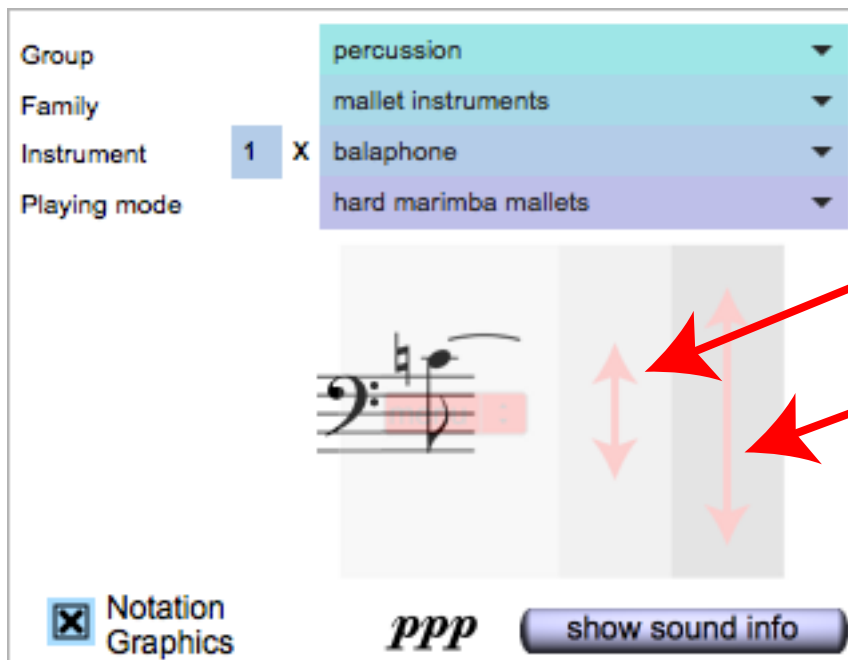 Group percussion
Family mallet instruments
Instrument 1 X balaphone
Playing mode hard marimba mallets
Notation
Graphics
ppp
show sound info